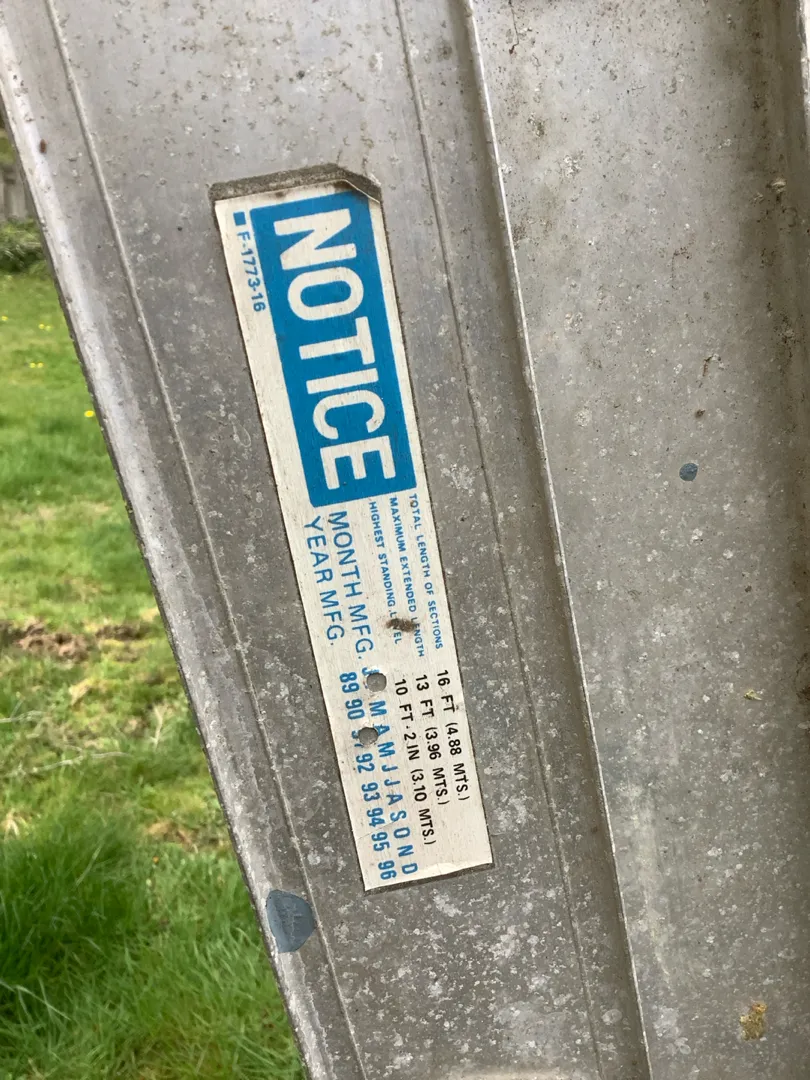 NOTICE
F-1773-16
TOTAL LENGTH OF SECTIONS 16 FT (4.88 MTS.)
MAXIMUM EXTENDED LENGTH 13 FT (3.96 MTS.)
HIGHEST STANDING LEVEL 10 FT. 2 IN (3.10 MTS.)
MONTH MFG. J M A M J J A S O N D
YEAR MFG. 89 90 92 93 94 95 96